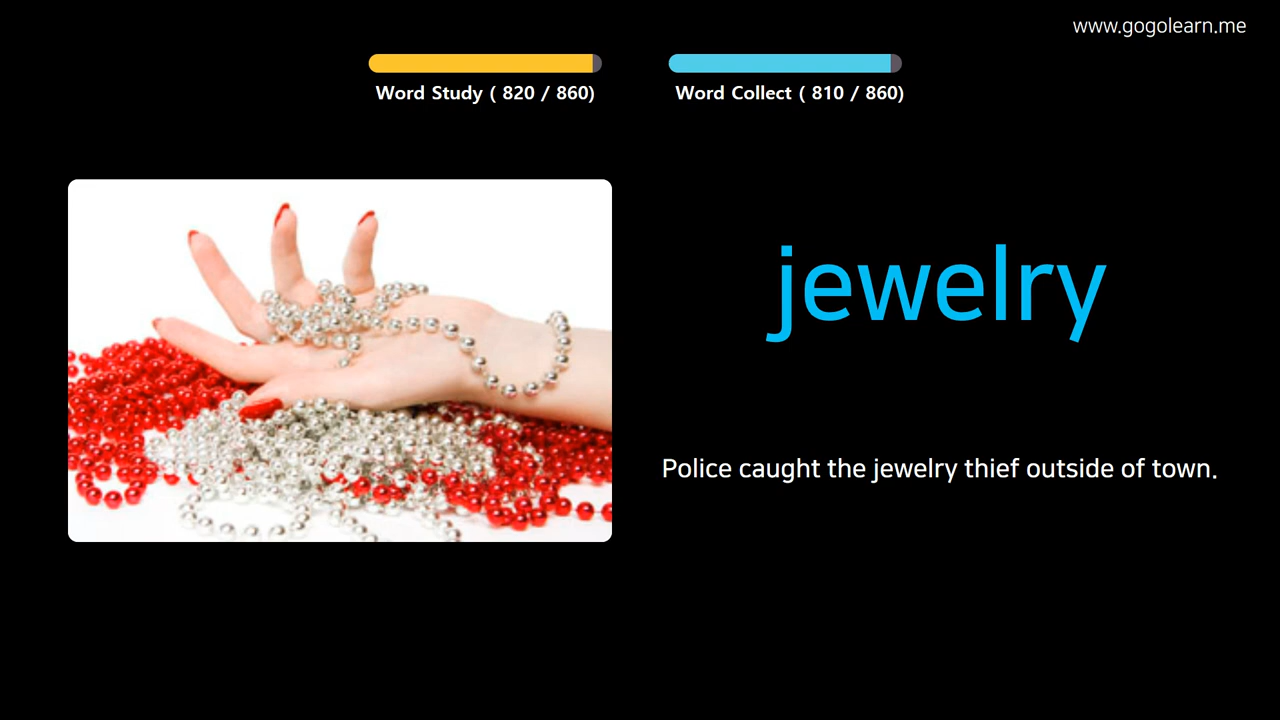 www.gogolearn.me
Word Study ( 820 / 860)
Word Collect ( 810 / 860)
jewelry
Police caught the jewelry thief outside of town.